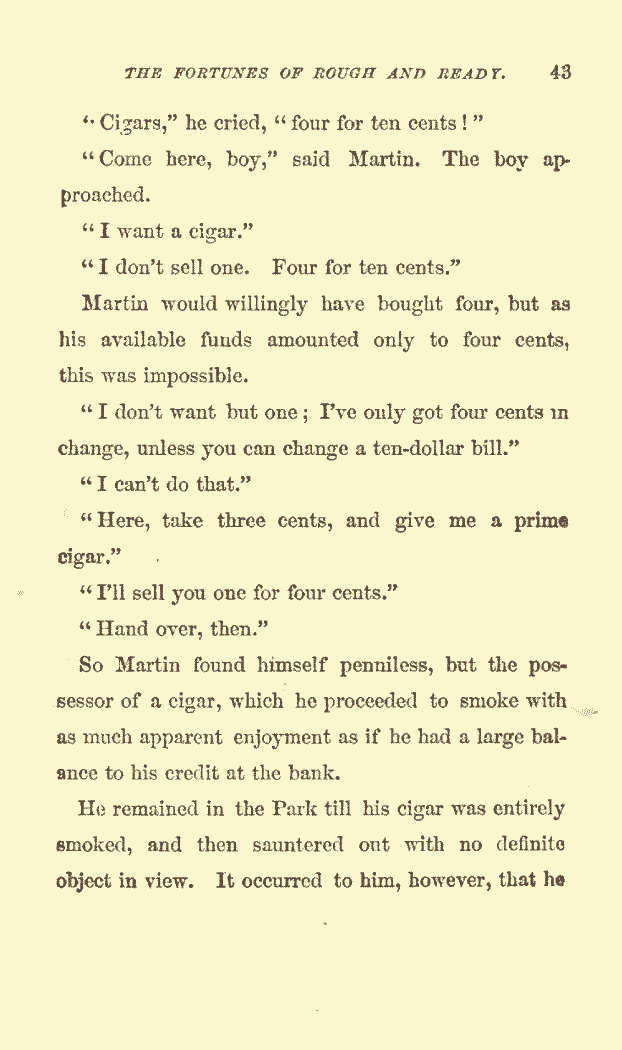 THE FORTUNES OF ROUGH AND READY. 43
“Cigars,” he cried, “four for ten cents!”
“Come here, boy,” said Martin. The boy ap-
proached.
“I want a cigar.”
“I don’t sell one. Four for ten cents.”
Martin would willingly have bought four, but as
his available funds amounted only to four cents,
this was impossible.
“I don’t want but one; I’ve only got four cents in
change, unless you can change a ten-dollar bill.”
“I can’t do that.”
“Here, take three cents, and give me a prime
cigar.”
“I’ll sell you one for four cents.”
“Hand over, then.”
So Martin found himself penniless, but the pos-
sessor of a cigar, which he proceeded to smoke with
as much apparent enjoyment as if he had a large bal-
ance to his credit at the bank.
He remained in the Park till his cigar was entirely
smoked, and then sauntered out with no definite
object in view. It occurred to him, however, that he